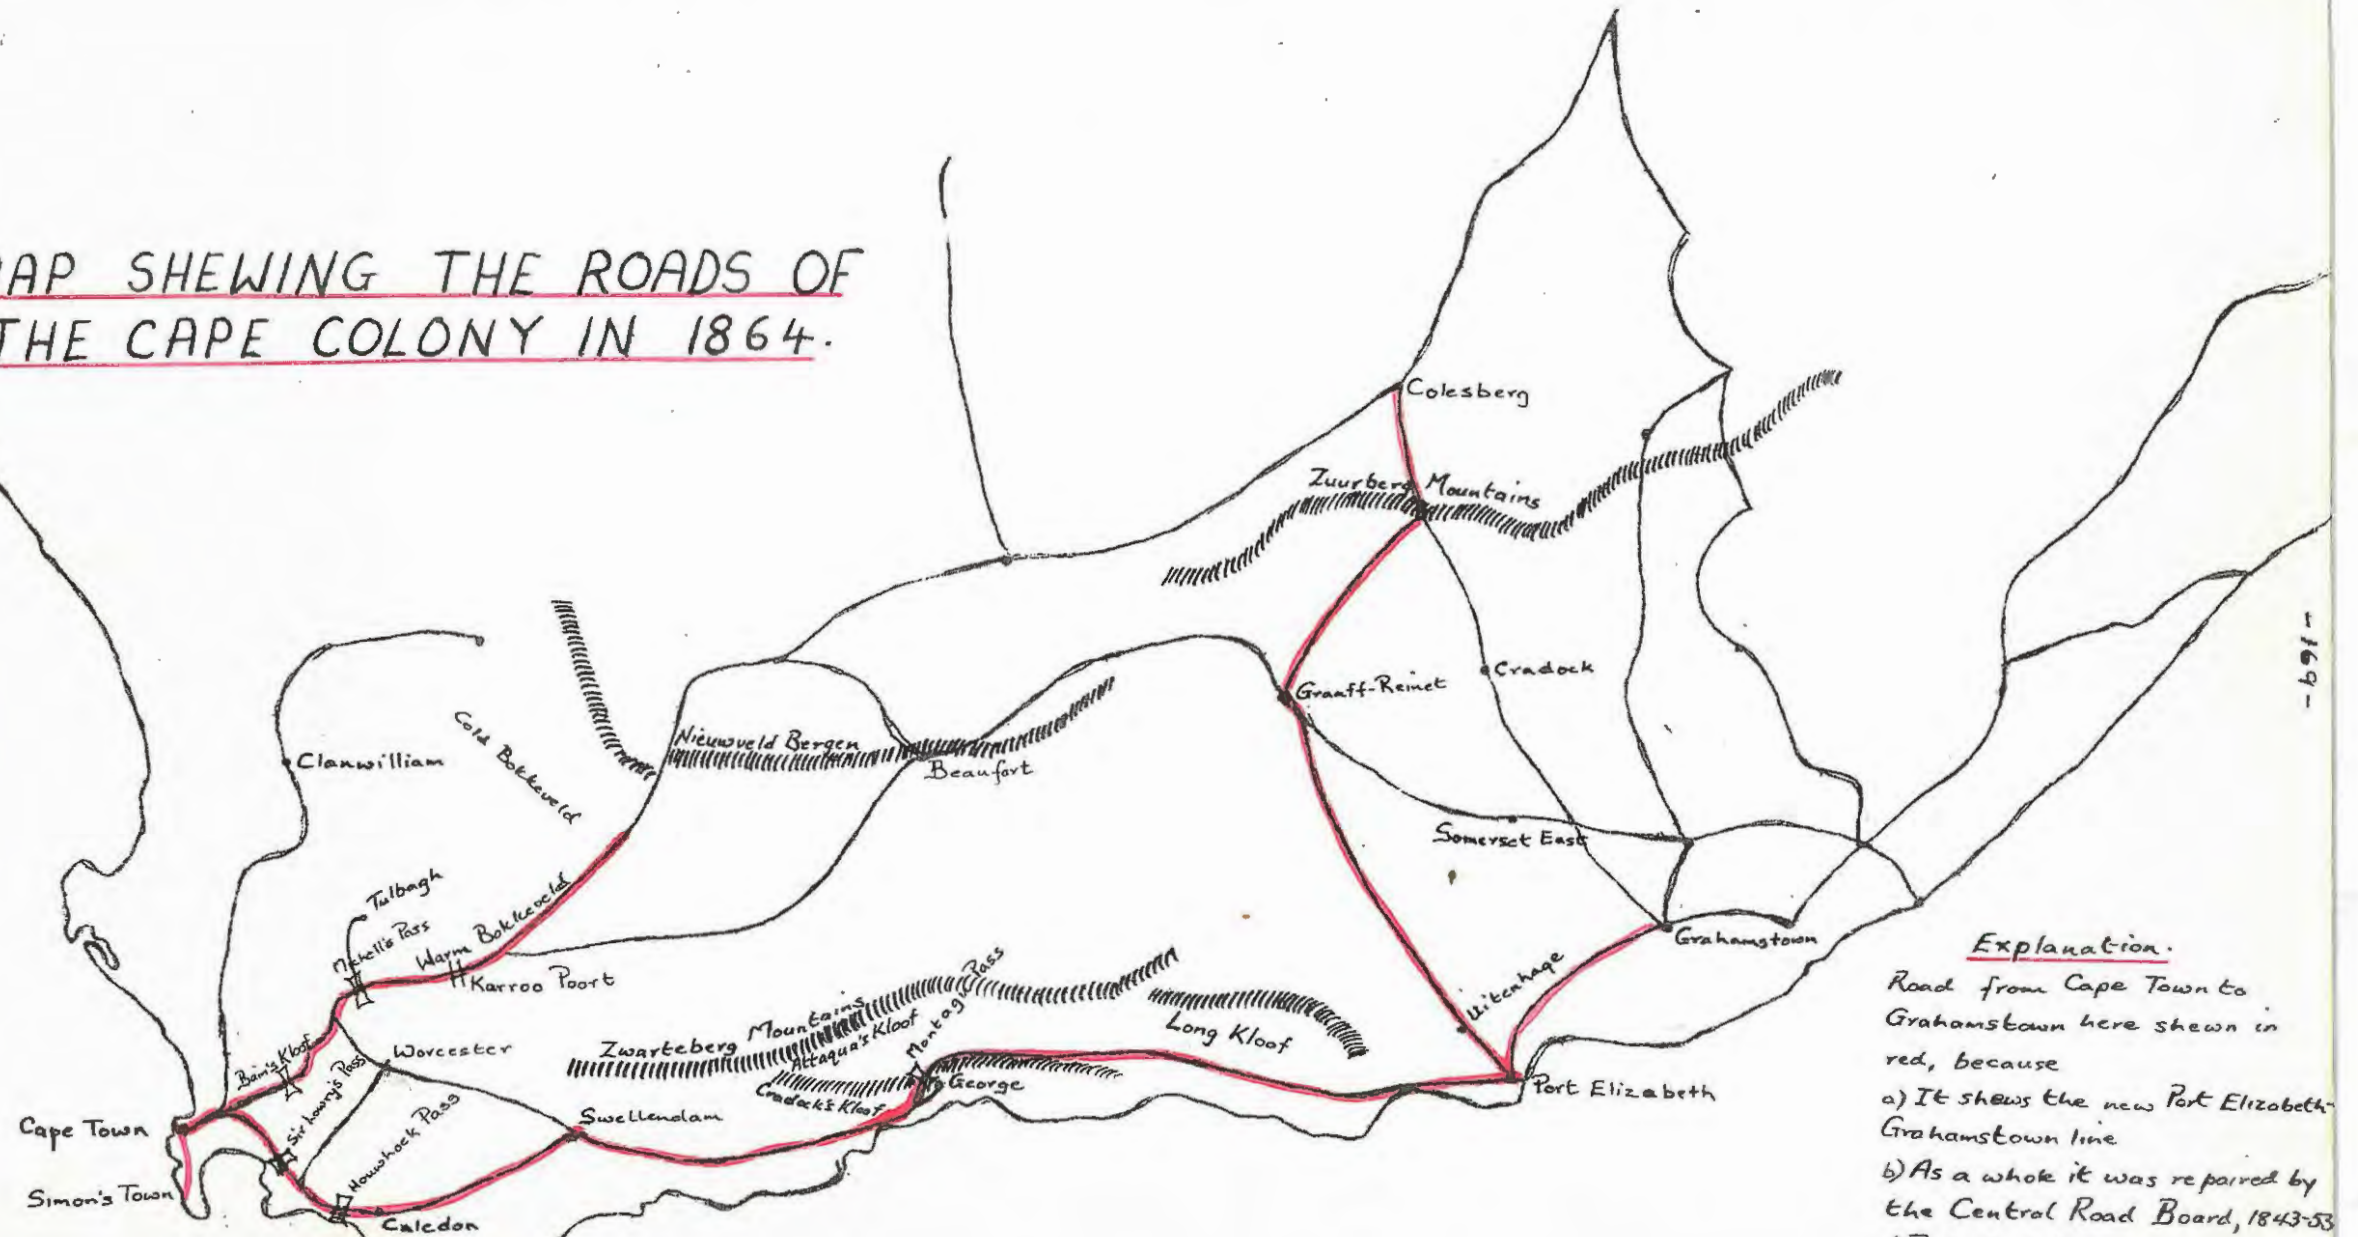 AP SHEWING THE ROADS OF
THE CAPE COLONY IN 1864.
Colesberg
Zuurberg Mountains
Cradock
Graaff-Reinet
Clanwilliam
Cold Bokkeveld
Nieuwveld Bergen
Beaufort
Somerset East
Tulbagh
Michell's Pass
Warm Bokkeveld
Karroo Poort
Grahamstown
Uitenhage
Zwarteberg Mountains
Attaqua's Kloof
Montagu Pass
Long Kloof
Cradock's Kloof
George
Port Elizabeth
Bain's Kloof
Worcester
Sir Lowry's Pass
Houwhoek Pass
Swellendam
Cape Town
Simon's Town
Caledon
Explanation.
Road from Cape Town to
Grahamstown here shewn in
red, because
a) It shews the new Port Elizabeth-
Grahamstown line
b) As a whole it was repaired by
the Central Road Board, 1843-53
-169-